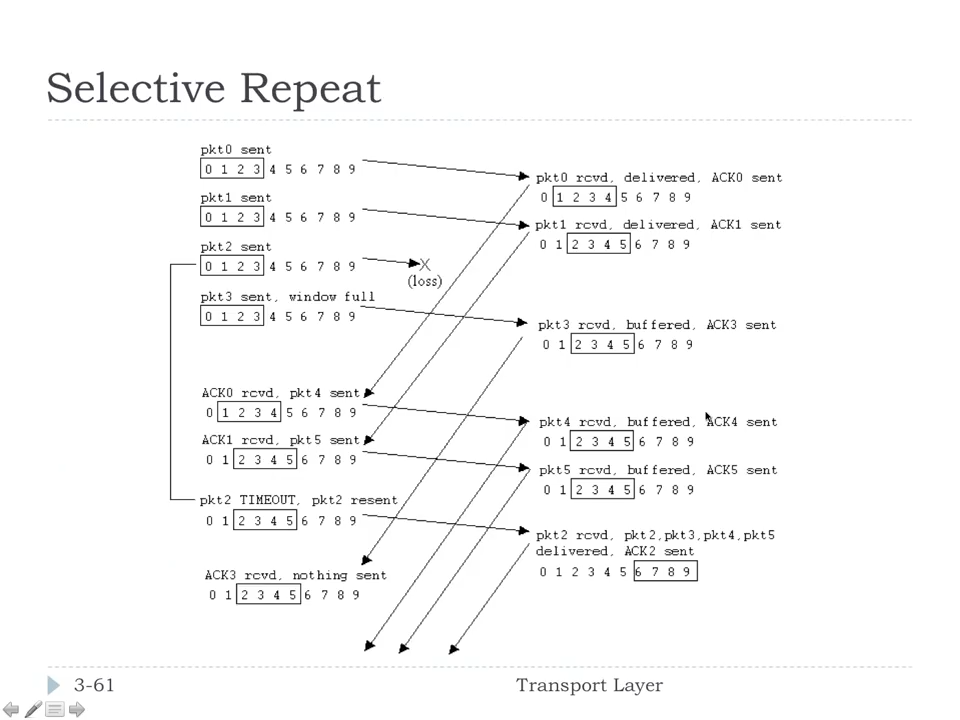 Selective Repeat
pkt0 sent
0 1 2 3 4 5 6 7 8 9
pkt1 sent
0 1 2 3 4 5 6 7 8 9
pkt2 sent
0 1 2 3 4 5 6 7 8 9
pkt3 sent, window full
0 1 2 3 4 5 6 7 8 9
ACK0 rcvd, pkt4 sent
0 1 2 3 4 5 6 7 8 9
ACK1 rcvd, pkt5 sent
0 1 2 3 4 5 6 7 8 9
pkt2 TIMEOUT, pkt2 resent
0 1 2 3 4 5 6 7 8 9
ACK3 rcvd, nothing sent
0 1 2 3 4 5 6 7 8 9
X
(loss)
pkt0 rcvd, delivered, ACK0 sent
0 1 2 3 4 5 6 7 8 9
pkt1 rcvd, delivered, ACK1 sent
0 1 2 3 4 5 6 7 8 9
pkt3 rcvd, buffered, ACK3 sent
0 1 2 3 4 5 6 7 8 9
pkt4 rcvd, buffered, ACK4 sent
0 1 2 3 4 5 6 7 8 9
pkt5 rcvd, buffered, ACK5 sent
0 1 2 3 4 5 6 7 8 9
pkt2 rcvd, pkt2,pkt3,pkt4,pkt5
delivered, ACK2 sent
0 1 2 3 4 5 6 7 8 9
3-61
Transport Layer